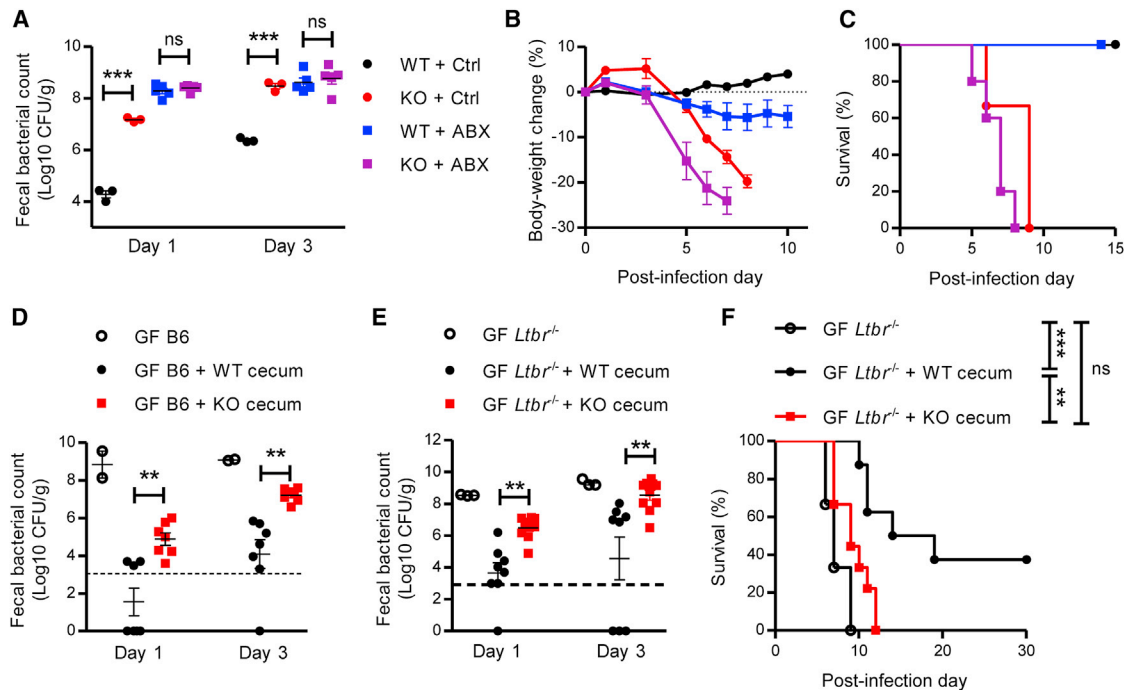 A
Fecal bacterial count
(Log10 CFU/g)
10
8
6
4
***
ns
***
ns
Day 1
Day 3
WT + Ctrl
KO + Ctrl
WT + ABX
KO + ABX
B
Body-weight change (%)
10
0
-10
-20
-30
0
5
10
Post-infection day
C
Survival (%)
100
80
60
40
20
0
0
5
10
15
Post-infection day
D
GF B6
GF B6 + WT cecum
GF B6 + KO cecum
Fecal bacterial count
(Log10 CFU/g)
10
8
6
4
2
0
**
**
Day 1
Day 3
E
GF Ltbr-/-
GF Ltbr-/- + WT cecum
GF Ltbr-/- + KO cecum
Fecal bacterial count
(Log10 CFU/g)
12
10
8
6
4
2
0
**
**
Day 1
Day 3
F
GF Ltbr-/-
GF Ltbr-/- + WT cecum
GF Ltbr-/- + KO cecum
***
**
ns
Survival (%)
100
80
60
40
20
0
0
10
20
30
Post-infection day